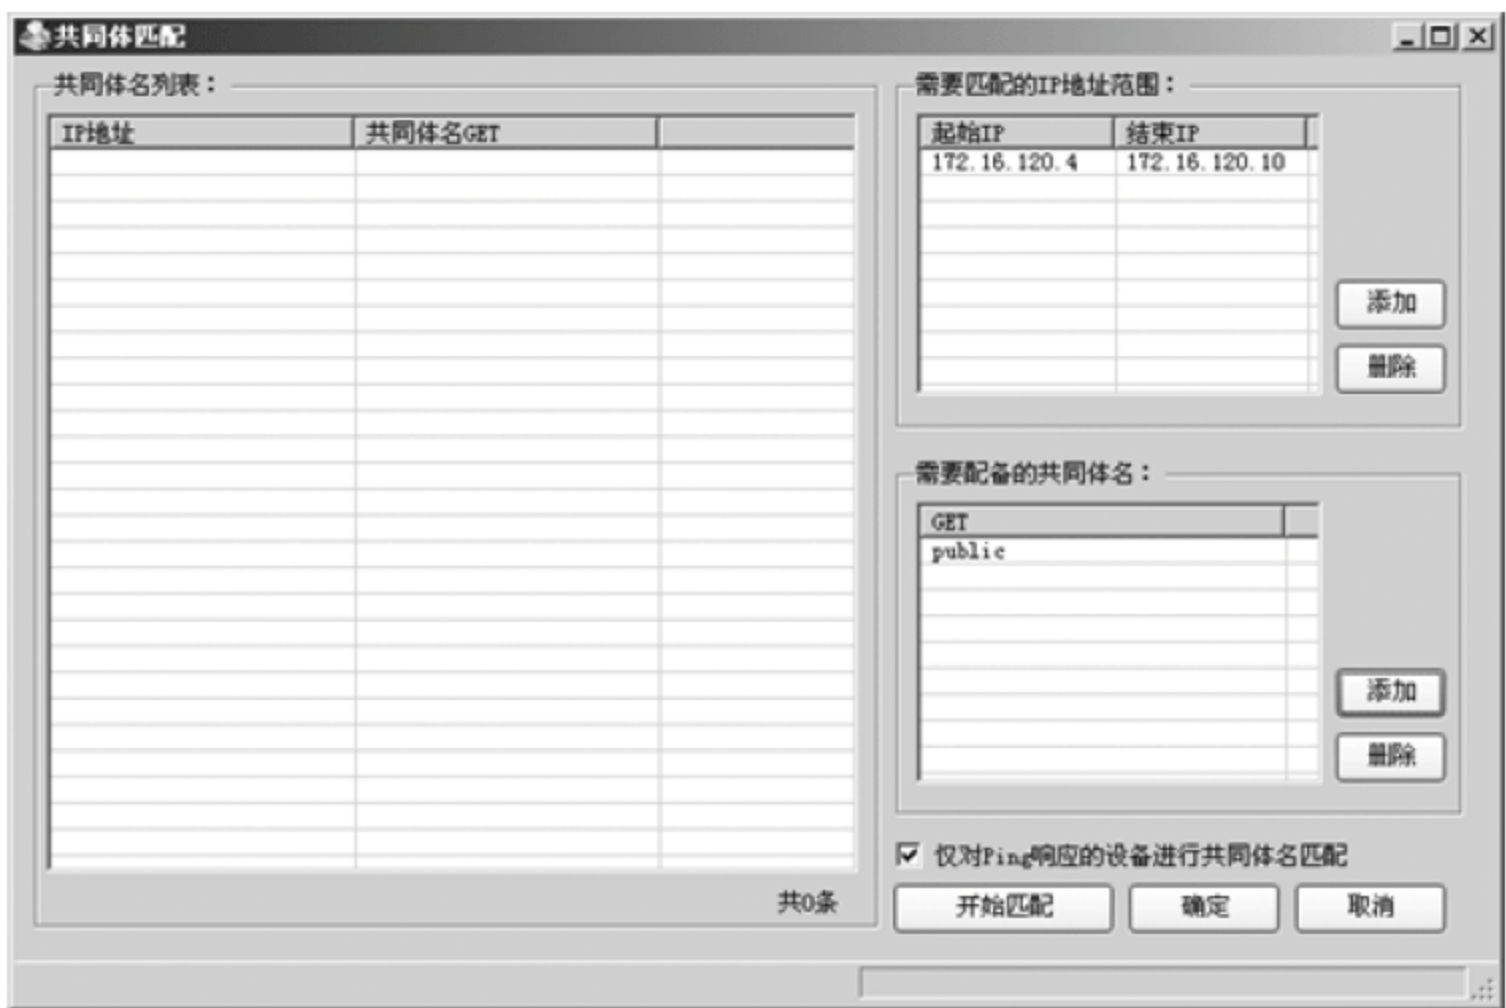 共同体匹配
共同体名列表：
IP地址 共同体名GET
共0条
需要匹配的IP地址范围：
起始IP 结束IP
172.16.120.4 172.16.120.10
添加
删除
需要配备的共同体名：
GET
public
添加
删除
仅对Ping响应的设备进行共同体名匹配
开始匹配 确定 取消